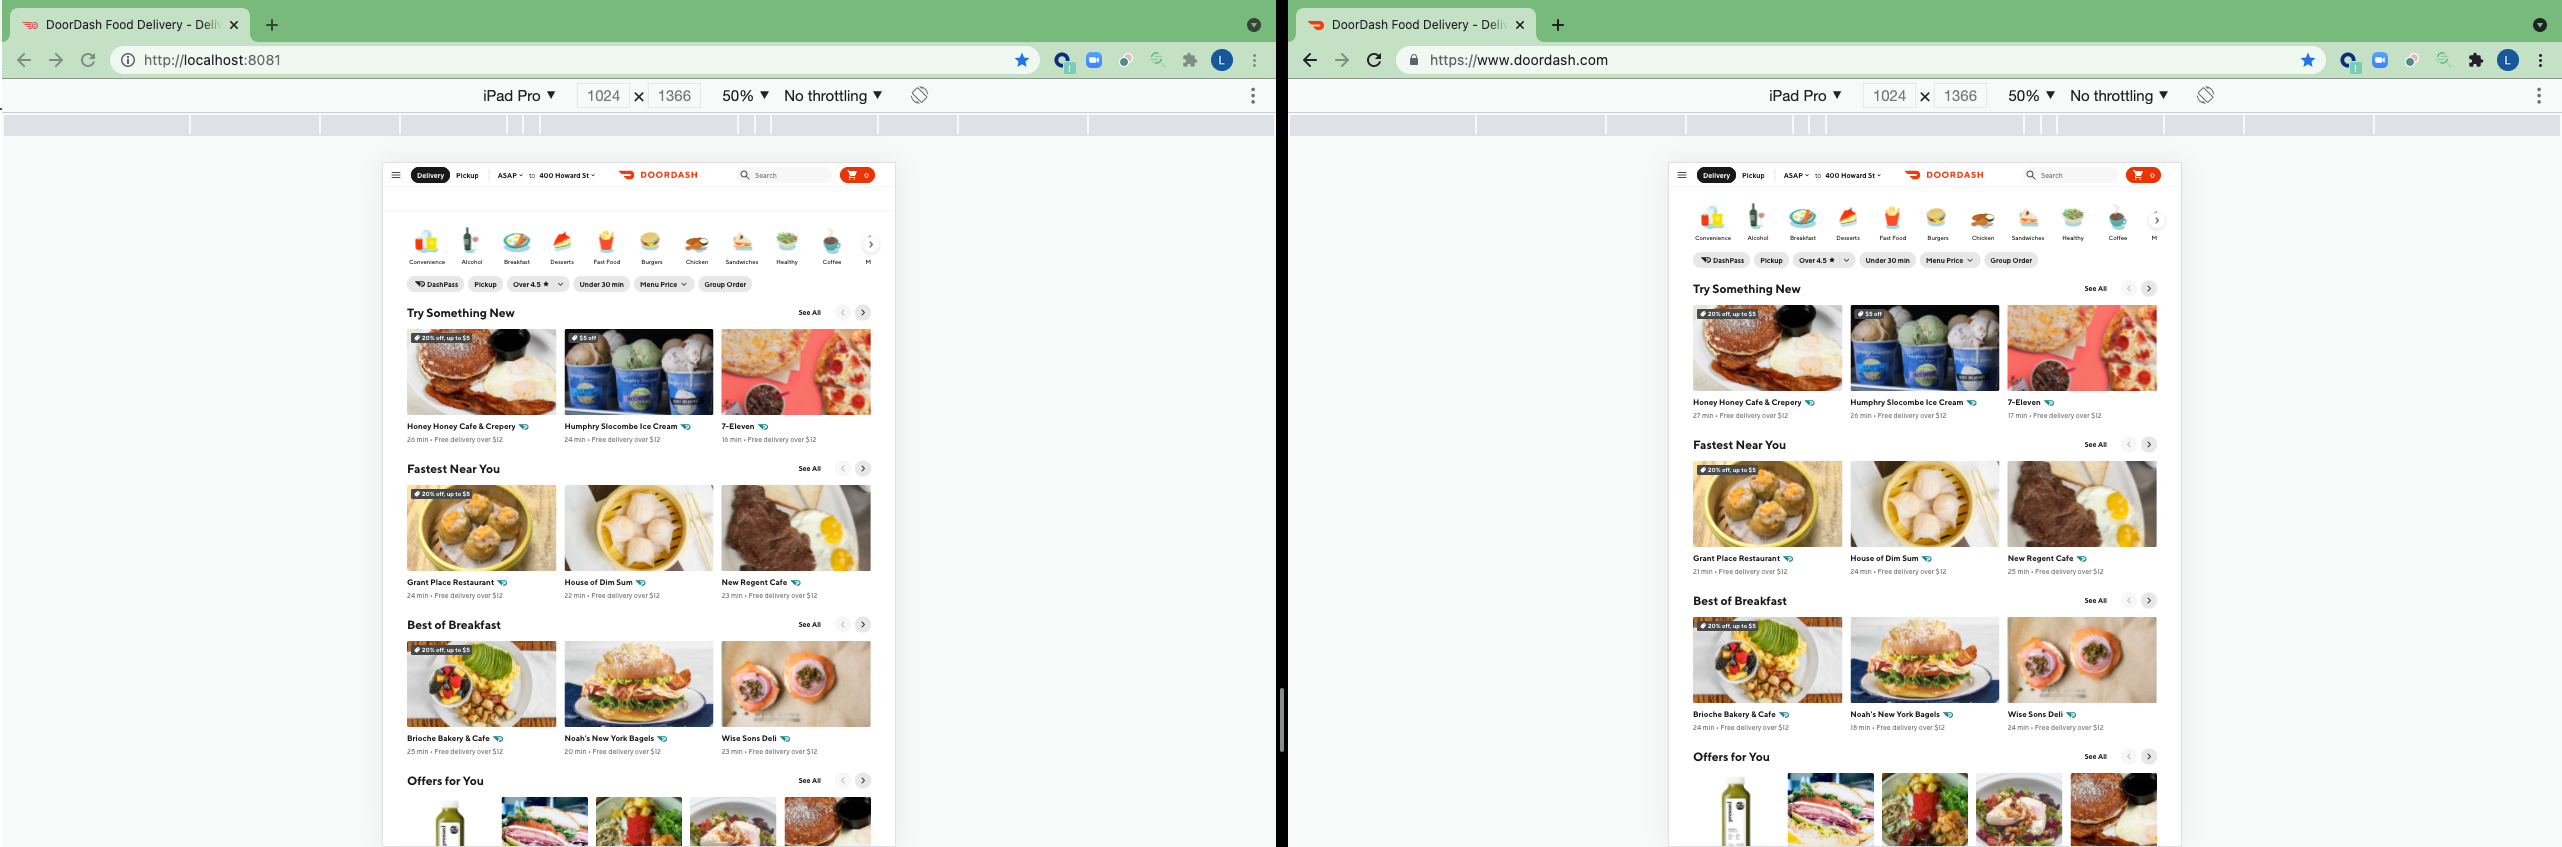 DoorDash Food Delivery - Deliv
http://localhost:8081
L
iPad Pro 1024 × 1366 50% No throttling
Delivery Pickup ASAP to 400 Howard St DOORDASH Search 0
Convenience Alcohol Breakfast Desserts Fast Food Burgers Chicken Sandwiches Healthy Coffee M
DashPass Pickup Over 4.5 ★ Under 30 min Menu Price Group Order
Try Something New See All
20% off, up to $5 $5 off
Honey Honey Cafe & Crepery Humphry Slocombe Ice Cream 7-Eleven
26 min • Free delivery over $12 24 min • Free delivery over $12 16 min • Free delivery over $12
Fastest Near You See All
20% off, up to $5
Grant Place Restaurant House of Dim Sum New Regent Cafe
24 min • Free delivery over $12 22 min • Free delivery over $12 23 min • Free delivery over $12
Best of Breakfast See All
20% off, up to $5
Brioche Bakery & Cafe Noah's New York Bagels Wise Sons Deli
25 min • Free delivery over $12 20 min • Free delivery over $12 23 min • Free delivery over $12
Offers for You See All
DoorDash Food Delivery - Deliv
https://www.doordash.com
L
iPad Pro 1024 × 1366 50% No throttling
Delivery Pickup ASAP to 400 Howard St DOORDASH Search 0
Convenience Alcohol Breakfast Desserts Fast Food Burgers Chicken Sandwiches Healthy Coffee M
DashPass Pickup Over 4.5 ★ Under 30 min Menu Price Group Order
Try Something New See All
20% off, up to $5 $5 off
Honey Honey Cafe & Crepery Humphry Slocombe Ice Cream 7-Eleven
27 min • Free delivery over $12 26 min • Free delivery over $12 17 min • Free delivery over $12
Fastest Near You See All
20% off, up to $5
Grant Place Restaurant House of Dim Sum New Regent Cafe
21 min • Free delivery over $12 24 min • Free delivery over $12 25 min • Free delivery over $12
Best of Breakfast See All
20% off, up to $5
Brioche Bakery & Cafe Noah's New York Bagels Wise Sons Deli
24 min • Free delivery over $12 18 min • Free delivery over $12 24 min • Free delivery over $12
Offers for You See All